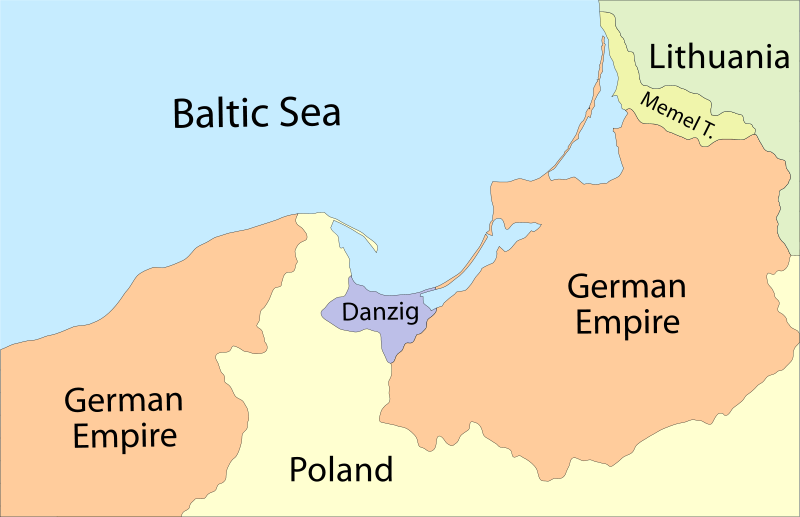 Lithuania
Memel T.
Baltic Sea
German
Empire
Danzig
German
Empire
Poland